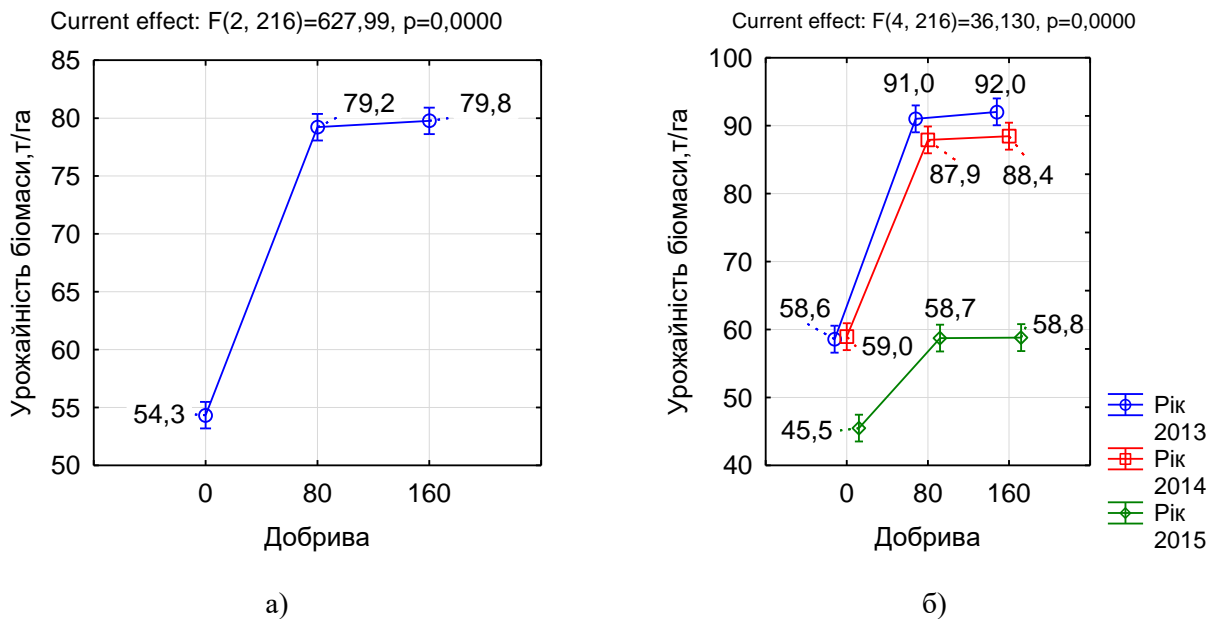 Current effect: F(2, 216)=627,99, p=0,0000
85
80
75
70
65
60
55
50
Урожайність біомаси,т/га
54,3
79,2
79,8
0 80 160
Добрива
а)
Current effect: F(4, 216)=36,130, p=0,0000
100
90
80
70
60
50
40
Урожайність біомаси,т/га
91,0
92,0
87,9
88,4
58,6
59,0
58,7
58,8
45,5
0 80 160
Добрива
Рік
2013
Рік
2014
Рік
2015
б)